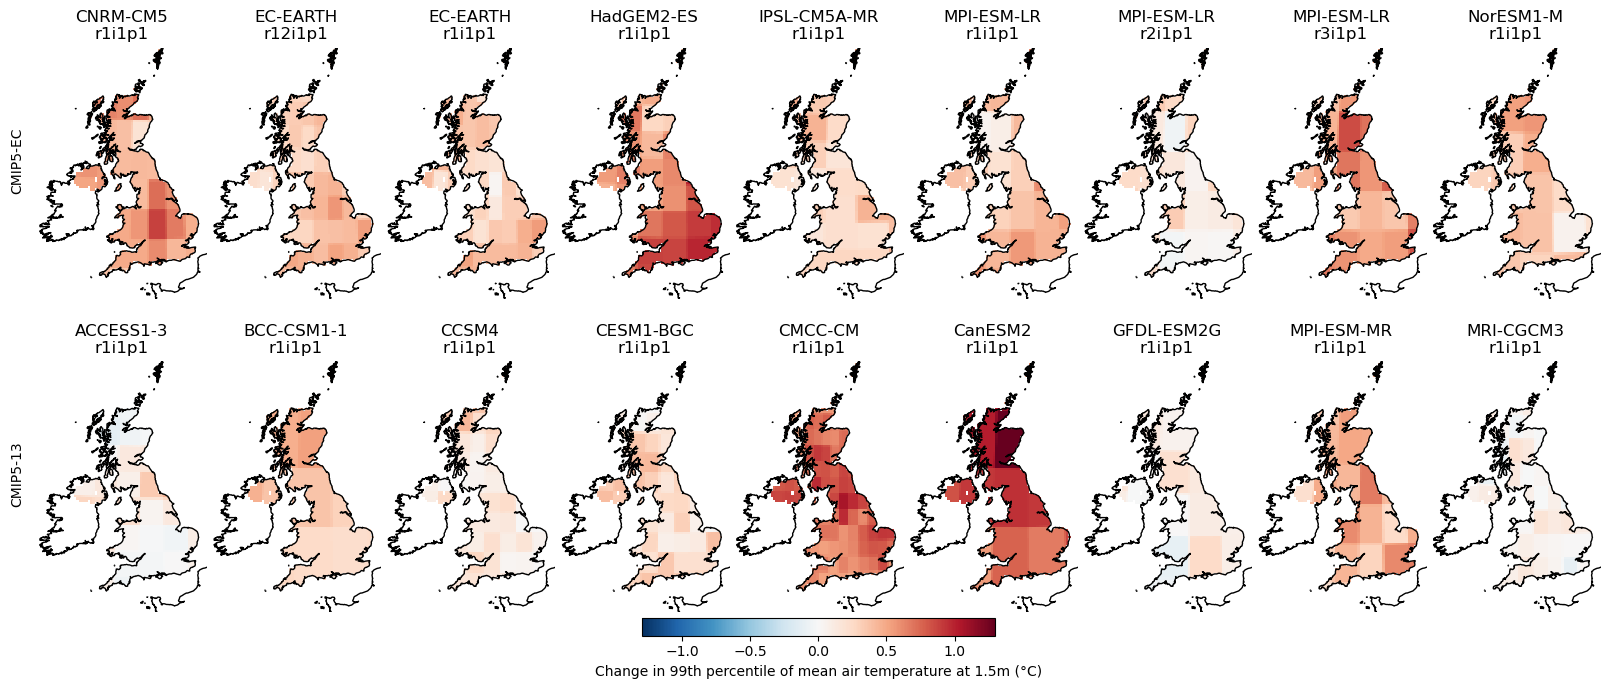 CNRM-CM5
r1i1p1
EC-EARTH
r12i1p1
EC-EARTH
r1i1p1
HadGEM2-ES
r1i1p1
IPSL-CM5A-MR
r1i1p1
MPI-ESM-LR
r1i1p1
MPI-ESM-LR
r2i1p1
MPI-ESM-LR
r3i1p1
NorESM1-M
r1i1p1
CMIP5-EC
ACCESS1-3
r1i1p1
BCC-CSM1-1
r1i1p1
CCSM4
r1i1p1
CESM1-BGC
r1i1p1
CMCC-CM
r1i1p1
CanESM2
r1i1p1
GFDL-ESM2G
r1i1p1
MPI-ESM-MR
r1i1p1
MRI-CGCM3
r1i1p1
CMIP5-13
−1.0 −0.5 0.0 0.5 1.0
Change in 99th percentile of mean air temperature at 1.5m (°C)